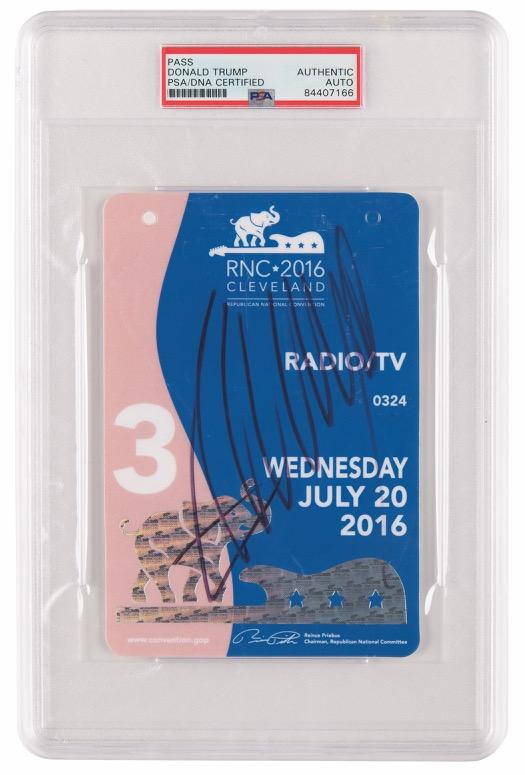 PASS
DONALD TRUMP AUTHENTIC
PSA/DNA CERTIFIED AUTO
PSA 84407166
RNC★2016
CLEVELAND
REPUBLICAN NATIONAL CONVENTION
RADIO/TV
0324
3
WEDNESDAY
JULY 20
2016
www.convention.gop
Reince Priebus
Chairman, Republican National Committee